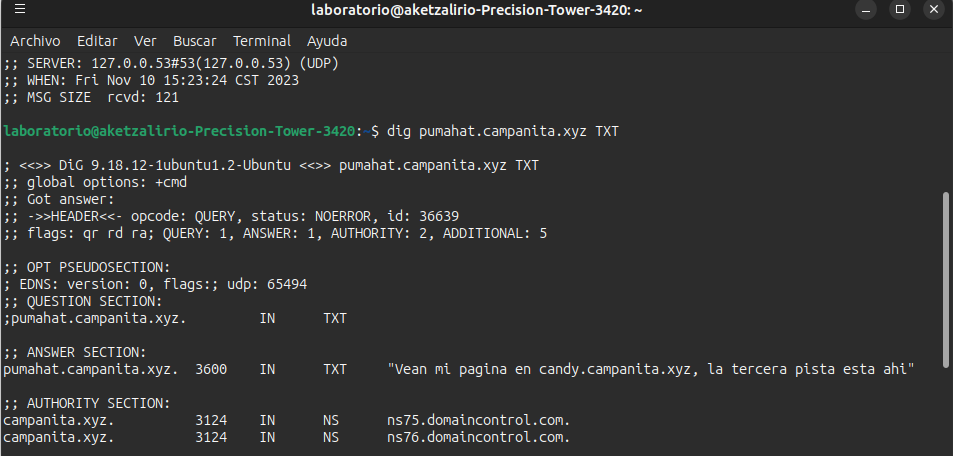 laboratorio@aketzalirio-Precision-Tower-3420: ~
Archivo Editar Ver Buscar Terminal Ayuda
;; SERVER: 127.0.0.53#53(127.0.0.53) (UDP)
;; WHEN: Fri Nov 10 15:23:24 CST 2023
;; MSG SIZE  rcvd: 121
laboratorio@aketzalirio-Precision-Tower-3420:~$ dig pumahat.campanita.xyz TXT
; <<>> DiG 9.18.12-1ubuntu1.2-Ubuntu <<>> pumahat.campanita.xyz TXT
;; global options: +cmd
;; Got answer:
;; ->>HEADER<<- opcode: QUERY, status: NOERROR, id: 36639
;; flags: qr rd ra; QUERY: 1, ANSWER: 1, AUTHORITY: 2, ADDITIONAL: 5
;; OPT PSEUDOSECTION:
; EDNS: version: 0, flags:; udp: 65494
;; QUESTION SECTION:
;pumahat.campanita.xyz. IN TXT
;; ANSWER SECTION:
pumahat.campanita.xyz. 3600 IN TXT "Vean mi pagina en candy.campanita.xyz, la tercera pista esta ahi"
;; AUTHORITY SECTION:
campanita.xyz. 3124 IN NS ns75.domaincontrol.com.
campanita.xyz. 3124 IN NS ns76.domaincontrol.com.